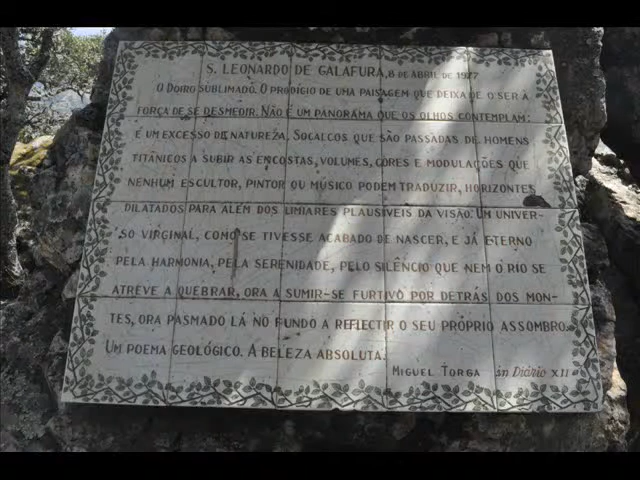 S. LEONARDO DE GALAFURA, 8 DE ABRIL DE 1977
O DOIRO SUBLIMADO. O PRODÍGIO DE UMA PAISAGEM QUE DEIXA DE O SER À
FORÇA DE SE DESMEDIR. NÃO É UM PANORAMA QUE OS OLHOS CONTEMPLAM:
É UM EXCESSO DE NATUREZA. SOCALCOS QUE SÃO PASSADAS DE HOMENS
TITÂNICOS A SUBIR AS ENCOSTAS, VOLUMES, CORES E MODULAÇÕES QUE
NENHUM ESCULTOR, PINTOR OU MÚSICO PODEM TRADUZIR, HORIZONTES
DILATADOS PARA ALÉM DOS LIMIARES PLAUSÍVEIS DA VISÃO. UM UNIVER-
SO VIRGINAL, COMO SE TIVESSE ACABADO DE NASCER, E JÁ ETERNO
PELA HARMONIA, PELA SERENIDADE, PELO SILÊNCIO QUE NEM O RIO SE
ATREVE A QUEBRAR, ORA A SUMIR-SE FURTIVO POR DETRÁS DOS MON-
TES, ORA PASMADO LÁ NO FUNDO A REFLECTIR O SEU PRÓPRIO ASSOMBRO.
UM POEMA GEOLÓGICO. A BELEZA ABSOLUTA.
MIGUEL TORGA in Diário XII